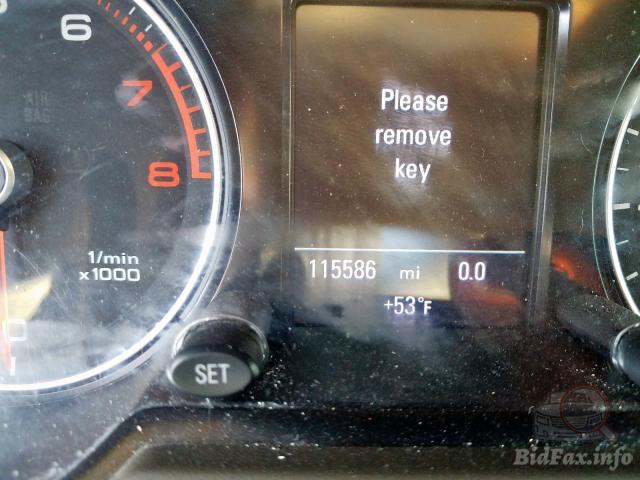 6
7
8
AIR
BAG
1/min
x1000
0
Please
remove
key
115586 mi 0.0
+53°F
SET
BidFax.info